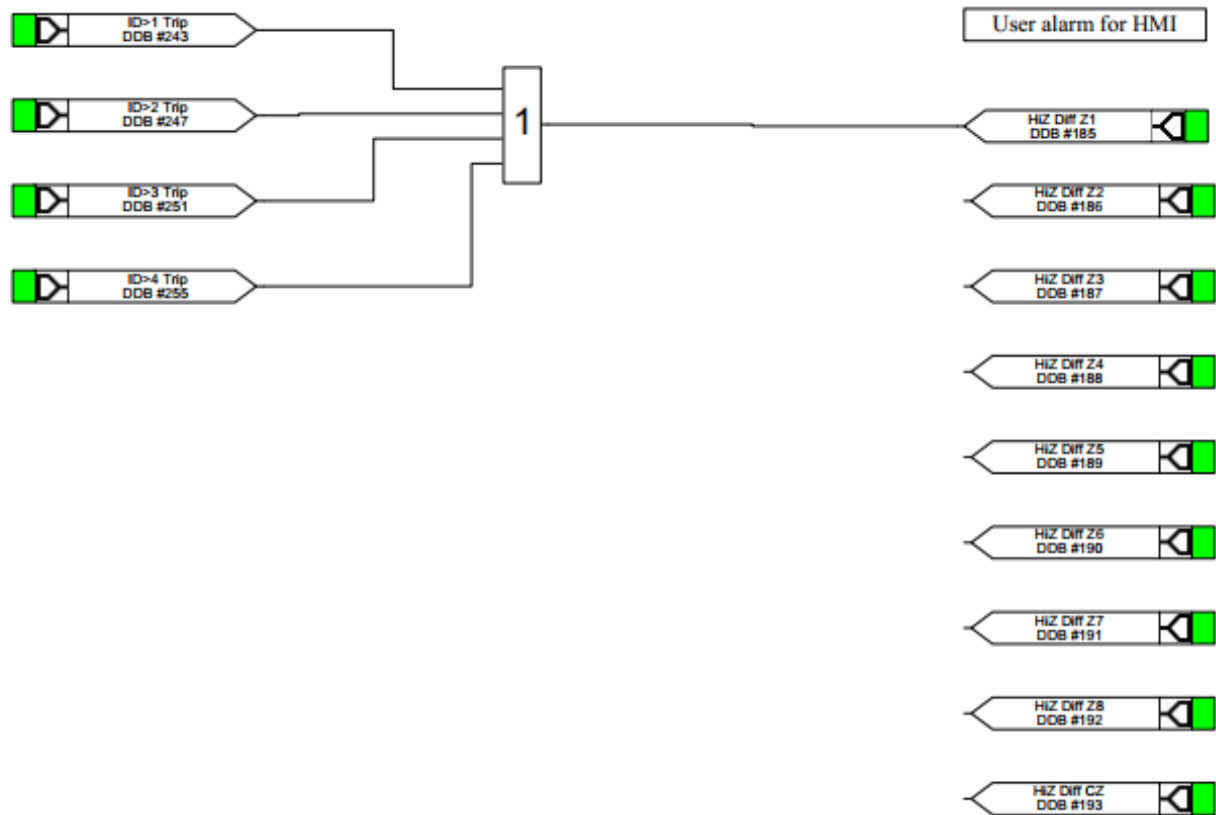 ID>1 Trip
DDB #243
ID>2 Trip
DDB #247
ID>3 Trip
DDB #251
ID>4 Trip
DDB #255
1
User alarm for HMI
HiZ Diff Z1
DDB #185
HiZ Diff Z2
DDB #186
HiZ Diff Z3
DDB #187
HiZ Diff Z4
DDB #188
HiZ Diff Z5
DDB #189
HiZ Diff Z6
DDB #190
HiZ Diff Z7
DDB #191
HiZ Diff Z8
DDB #192
HiZ Diff CZ
DDB #193